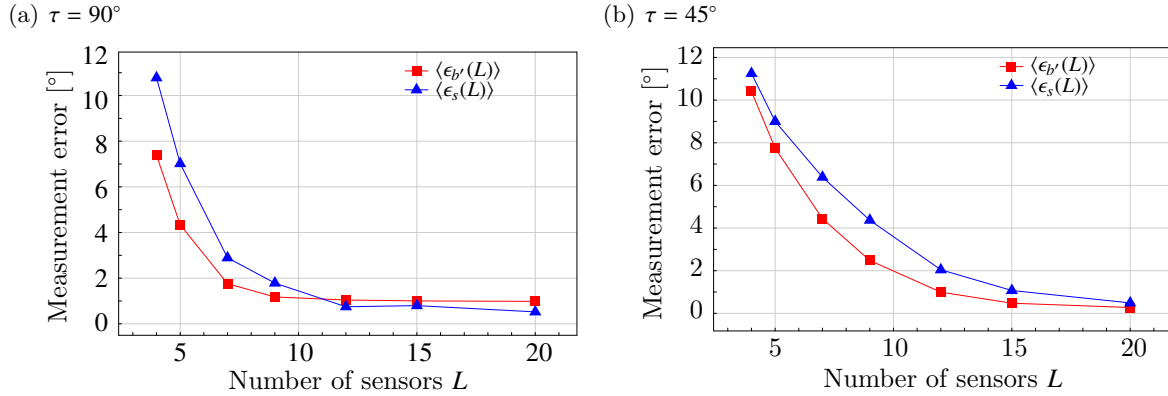 (a) τ = 90°
12
10
8
6
4
2
0
5 10 15 20
Measurement error [°]
Number of sensors L
⟨ϵ_b′(L)⟩
⟨ϵ_s(L)⟩
(b) τ = 45°
12
10
8
6
4
2
0
5 10 15 20
Measurement error [°]
Number of sensors L
⟨ϵ_b′(L)⟩
⟨ϵ_s(L)⟩